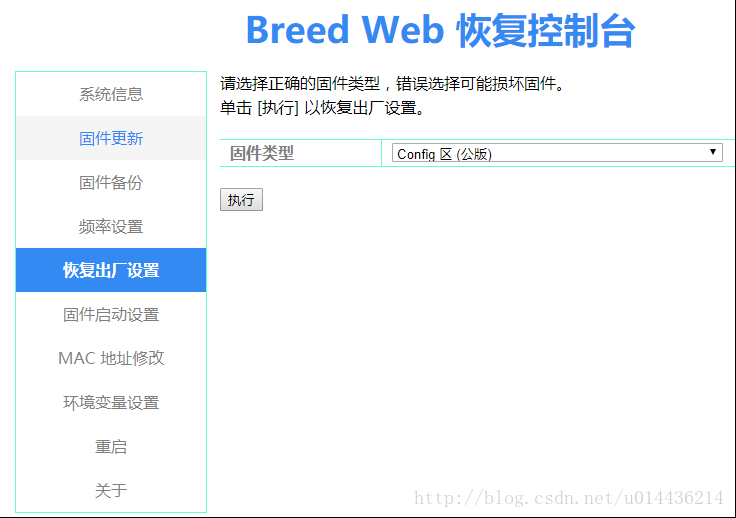 Breed Web 恢复控制台
系统信息
固件更新
固件备份
频率设置
恢复出厂设置
固件启动设置
MAC 地址修改
环境变量设置
重启
关于
请选择正确的固件类型，错误选择可能损坏固件。
单击 [执行] 以恢复出厂设置。
固件类型
Config 区 (公版)
执行
http://blog.csdn.net/u014436214